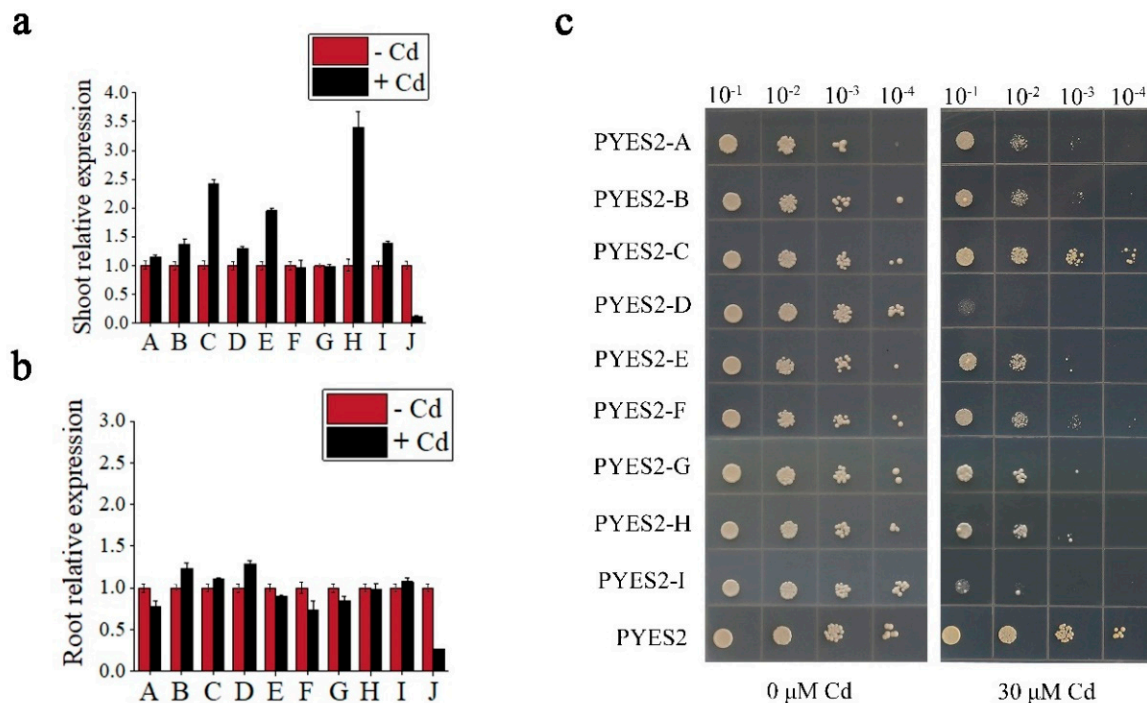 a
- Cd
+ Cd
Shoot relative expression
4.0
3.5
3.0
2.5
2.0
1.5
1.0
0.5
0.0
A B C D E F G H I J
b
- Cd
+ Cd
Root relative expression
3.0
2.5
2.0
1.5
1.0
0.5
0.0
A B C D E F G H I J
c
10⁻¹ 10⁻² 10⁻³ 10⁻⁴ 10⁻¹ 10⁻² 10⁻³ 10⁻⁴
PYES2-A
PYES2-B
PYES2-C
PYES2-D
PYES2-E
PYES2-F
PYES2-G
PYES2-H
PYES2-I
PYES2
0 μM Cd 30 μM Cd